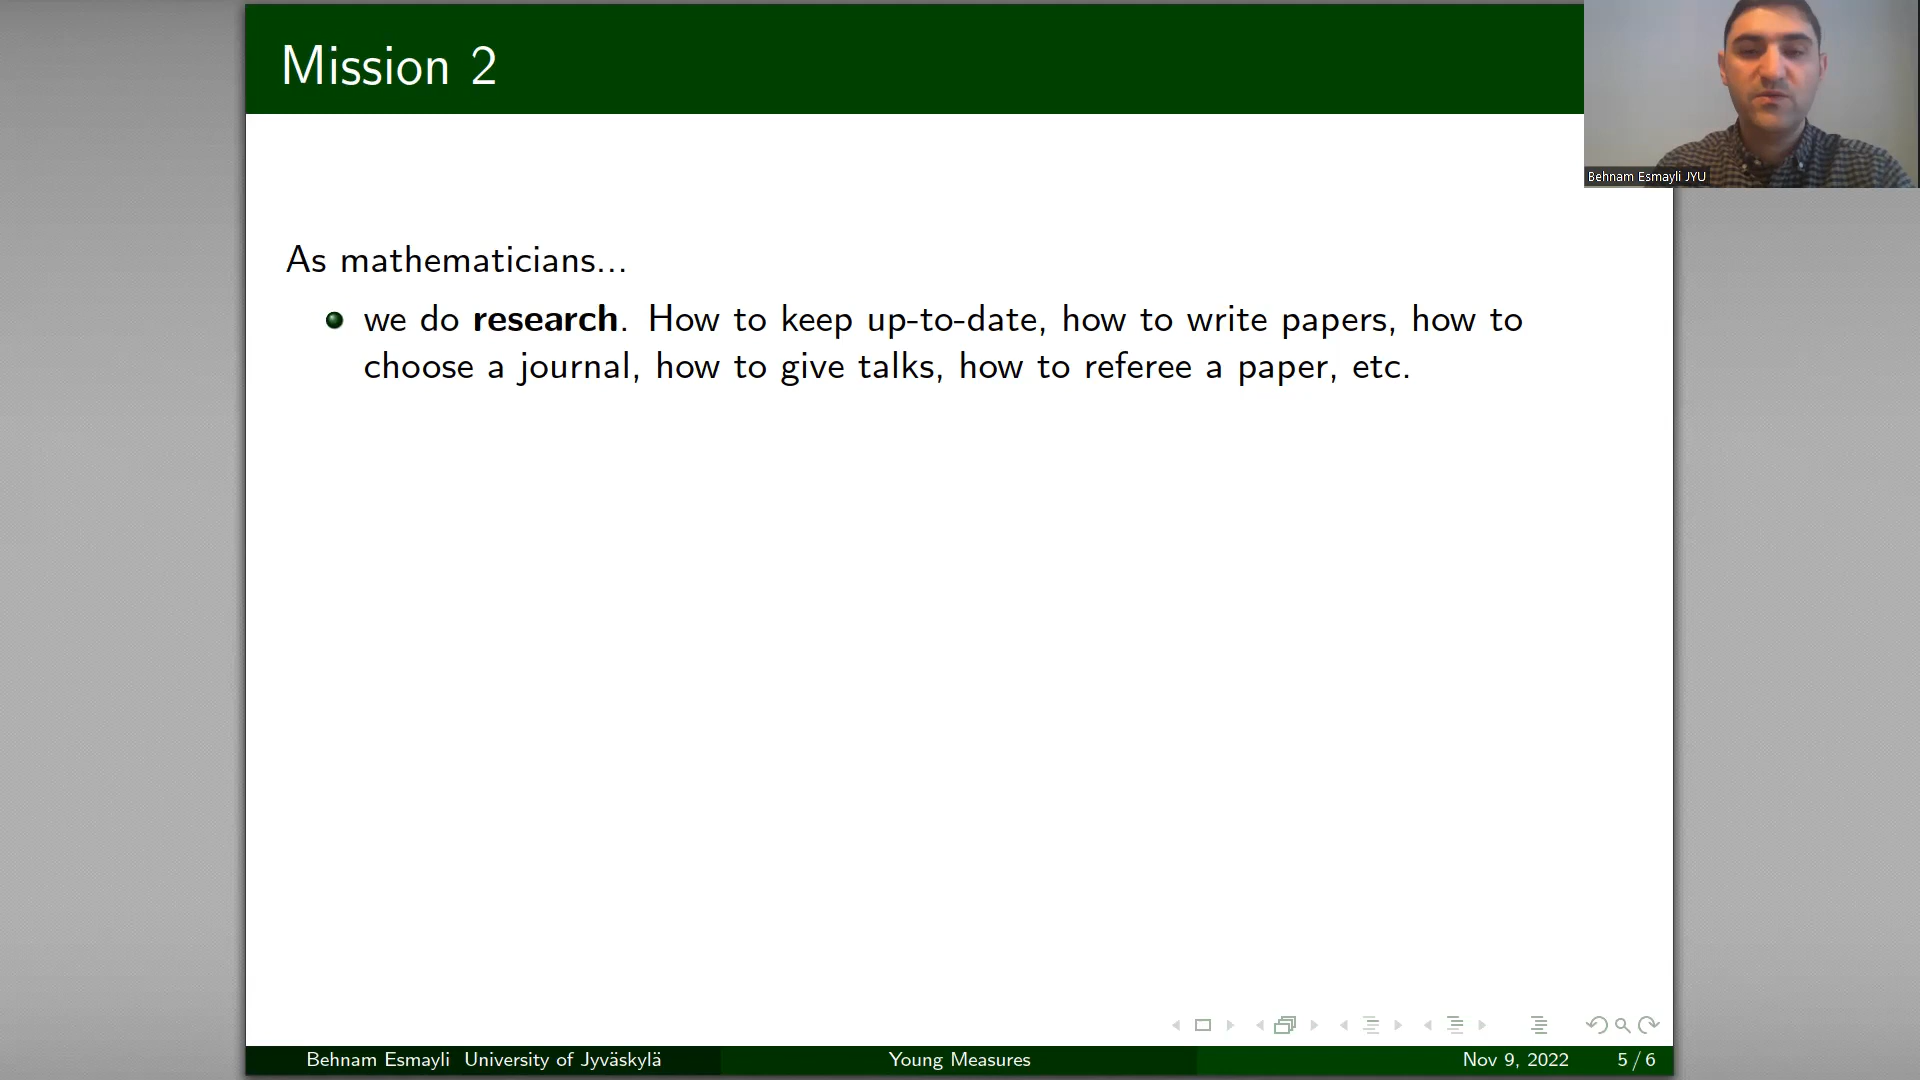 Mission 2
Behnam Esmayli JYU
As mathematicians...
we do research. How to keep up-to-date, how to write papers, how to
choose a journal, how to give talks, how to referee a paper, etc.
Behnam Esmayli University of Jyväskylä Young Measures Nov 9, 2022 5 / 6